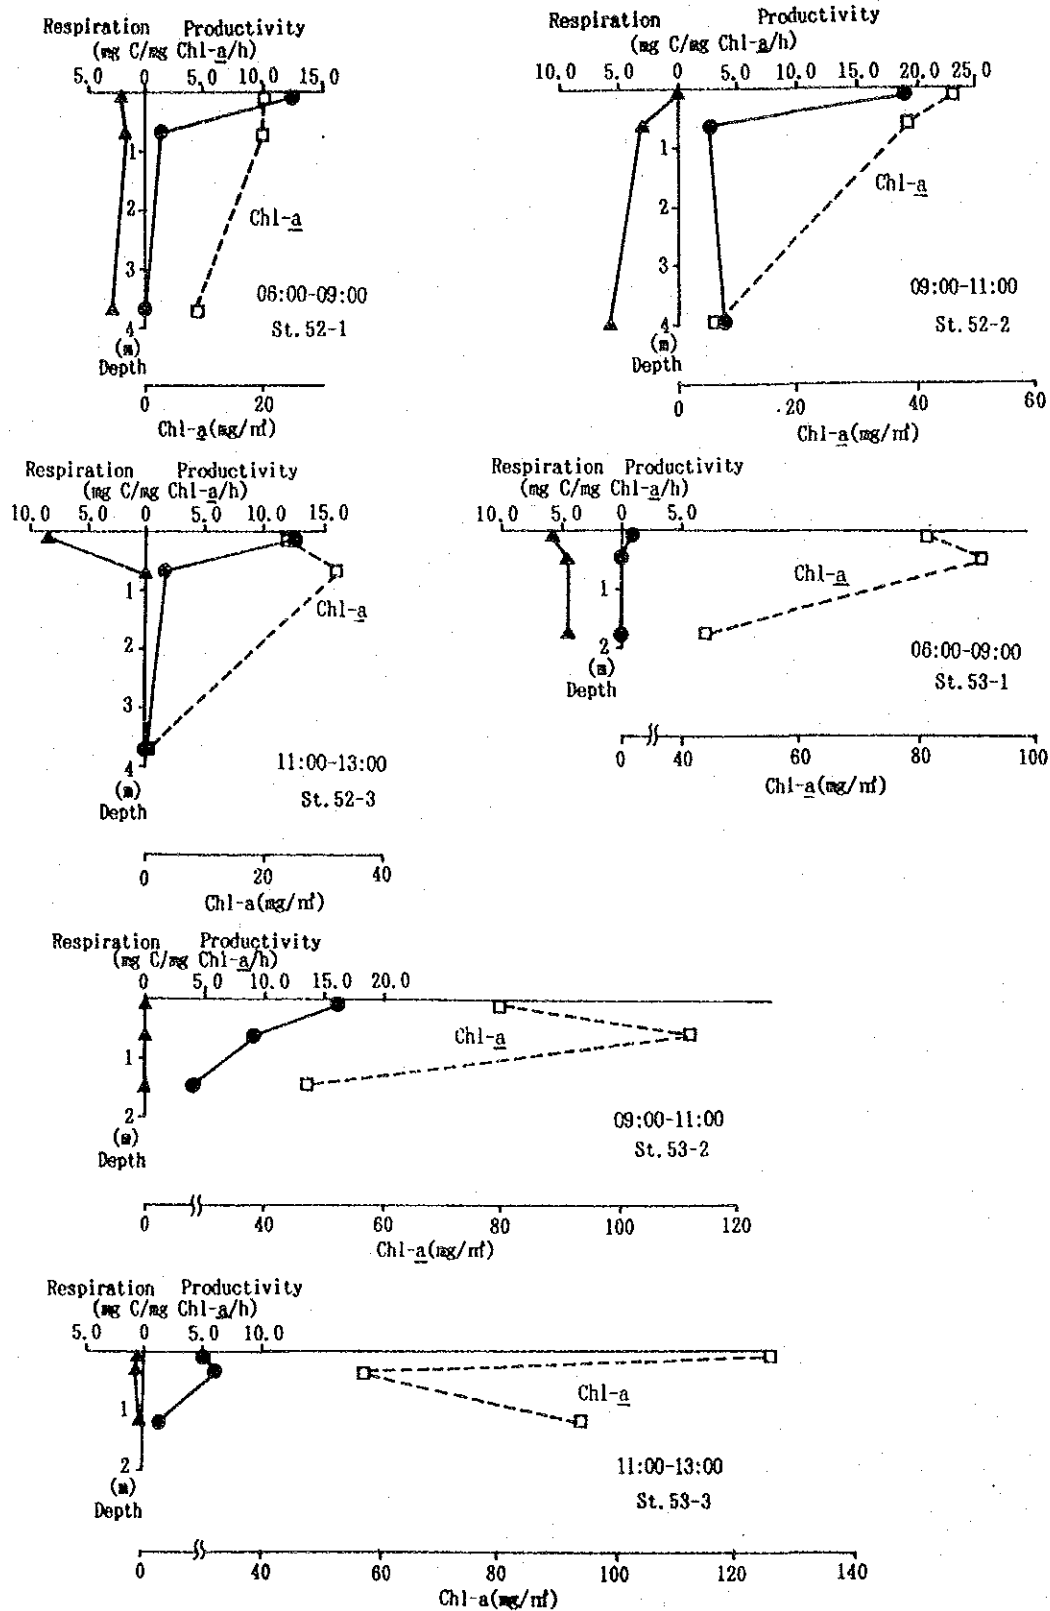 Respiration Productivity
(mg C/mg Chl-a/h)
5.0 0 5.0 10.0 15.0
1
2
3
4
Chl-a
06:00-09:00
St.52-1
(m)
Depth
0 20
Chl-a(mg/㎥)
Respiration Productivity
(mg C/mg Chl-a/h)
10.0 5.0 0 5.0 10.0 15.0 20.0 25.0
1
2
3
4
Chl-a
09:00-11:00
St.52-2
(m)
Depth
0 20 40 60
Chl-a(mg/㎥)
Respiration Productivity
(mg C/mg Chl-a/h)
10.0 5.0 0 5.0 10.0 15.0
1
2
3
4
Chl-a
11:00-13:00
St.52-3
(m)
Depth
0 20 40
Chl-a(mg/㎥)
Respiration Productivity
(mg C/mg Chl-a/h)
10.0 5.0 0 5.0
1
2
Chl-a
06:00-09:00
St.53-1
(m)
Depth
0 40 60 80 100
Chl-a(mg/㎥)
Respiration Productivity
(mg C/mg Chl-a/h)
0 5.0 10.0 15.0 20.0
1
2
Chl-a
09:00-11:00
St.53-2
(m)
Depth
0 40 60 80 100 120
Chl-a(mg/㎥)
Respiration Productivity
(mg C/mg Chl-a/h)
5.0 0 5.0 10.0
1
2
Chl-a
11:00-13:00
St.53-3
(m)
Depth
0 40 60 80 100 120 140
Chl-a(mg/㎥)